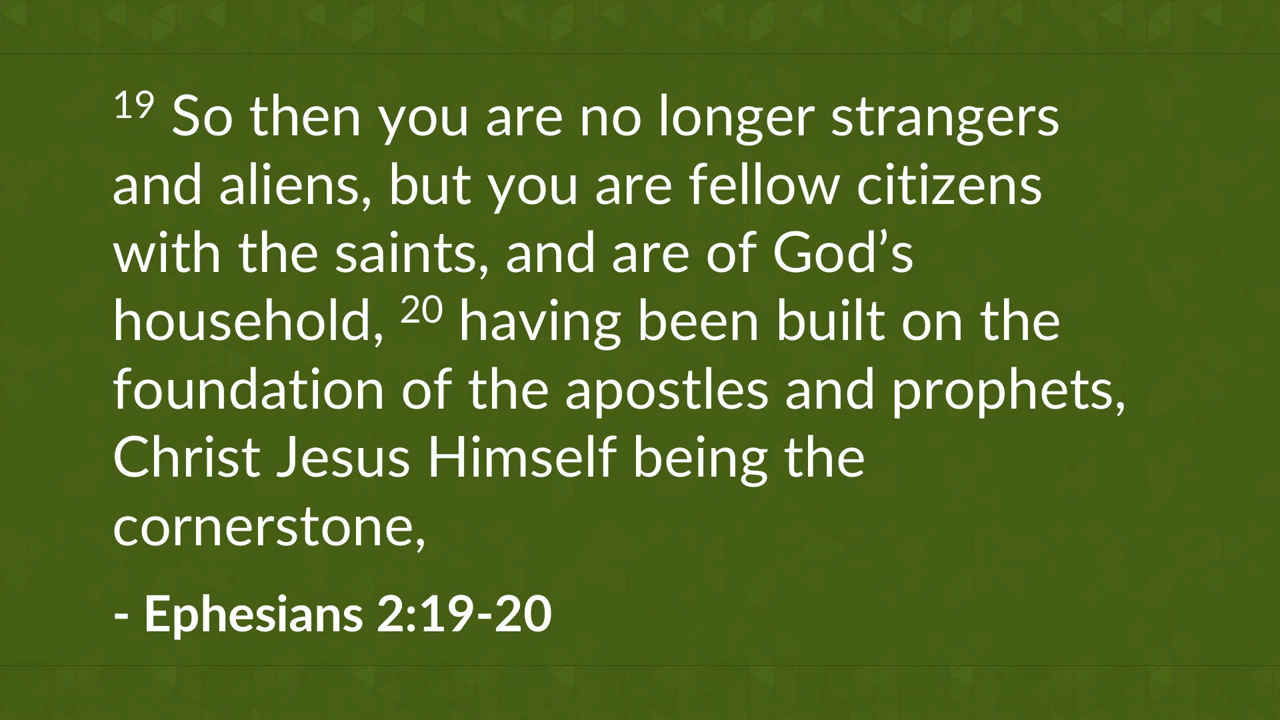 19 So then you are no longer strangers
and aliens, but you are fellow citizens
with the saints, and are of God’s
household, 20 having been built on the
foundation of the apostles and prophets,
Christ Jesus Himself being the
cornerstone,
- Ephesians 2:19-20